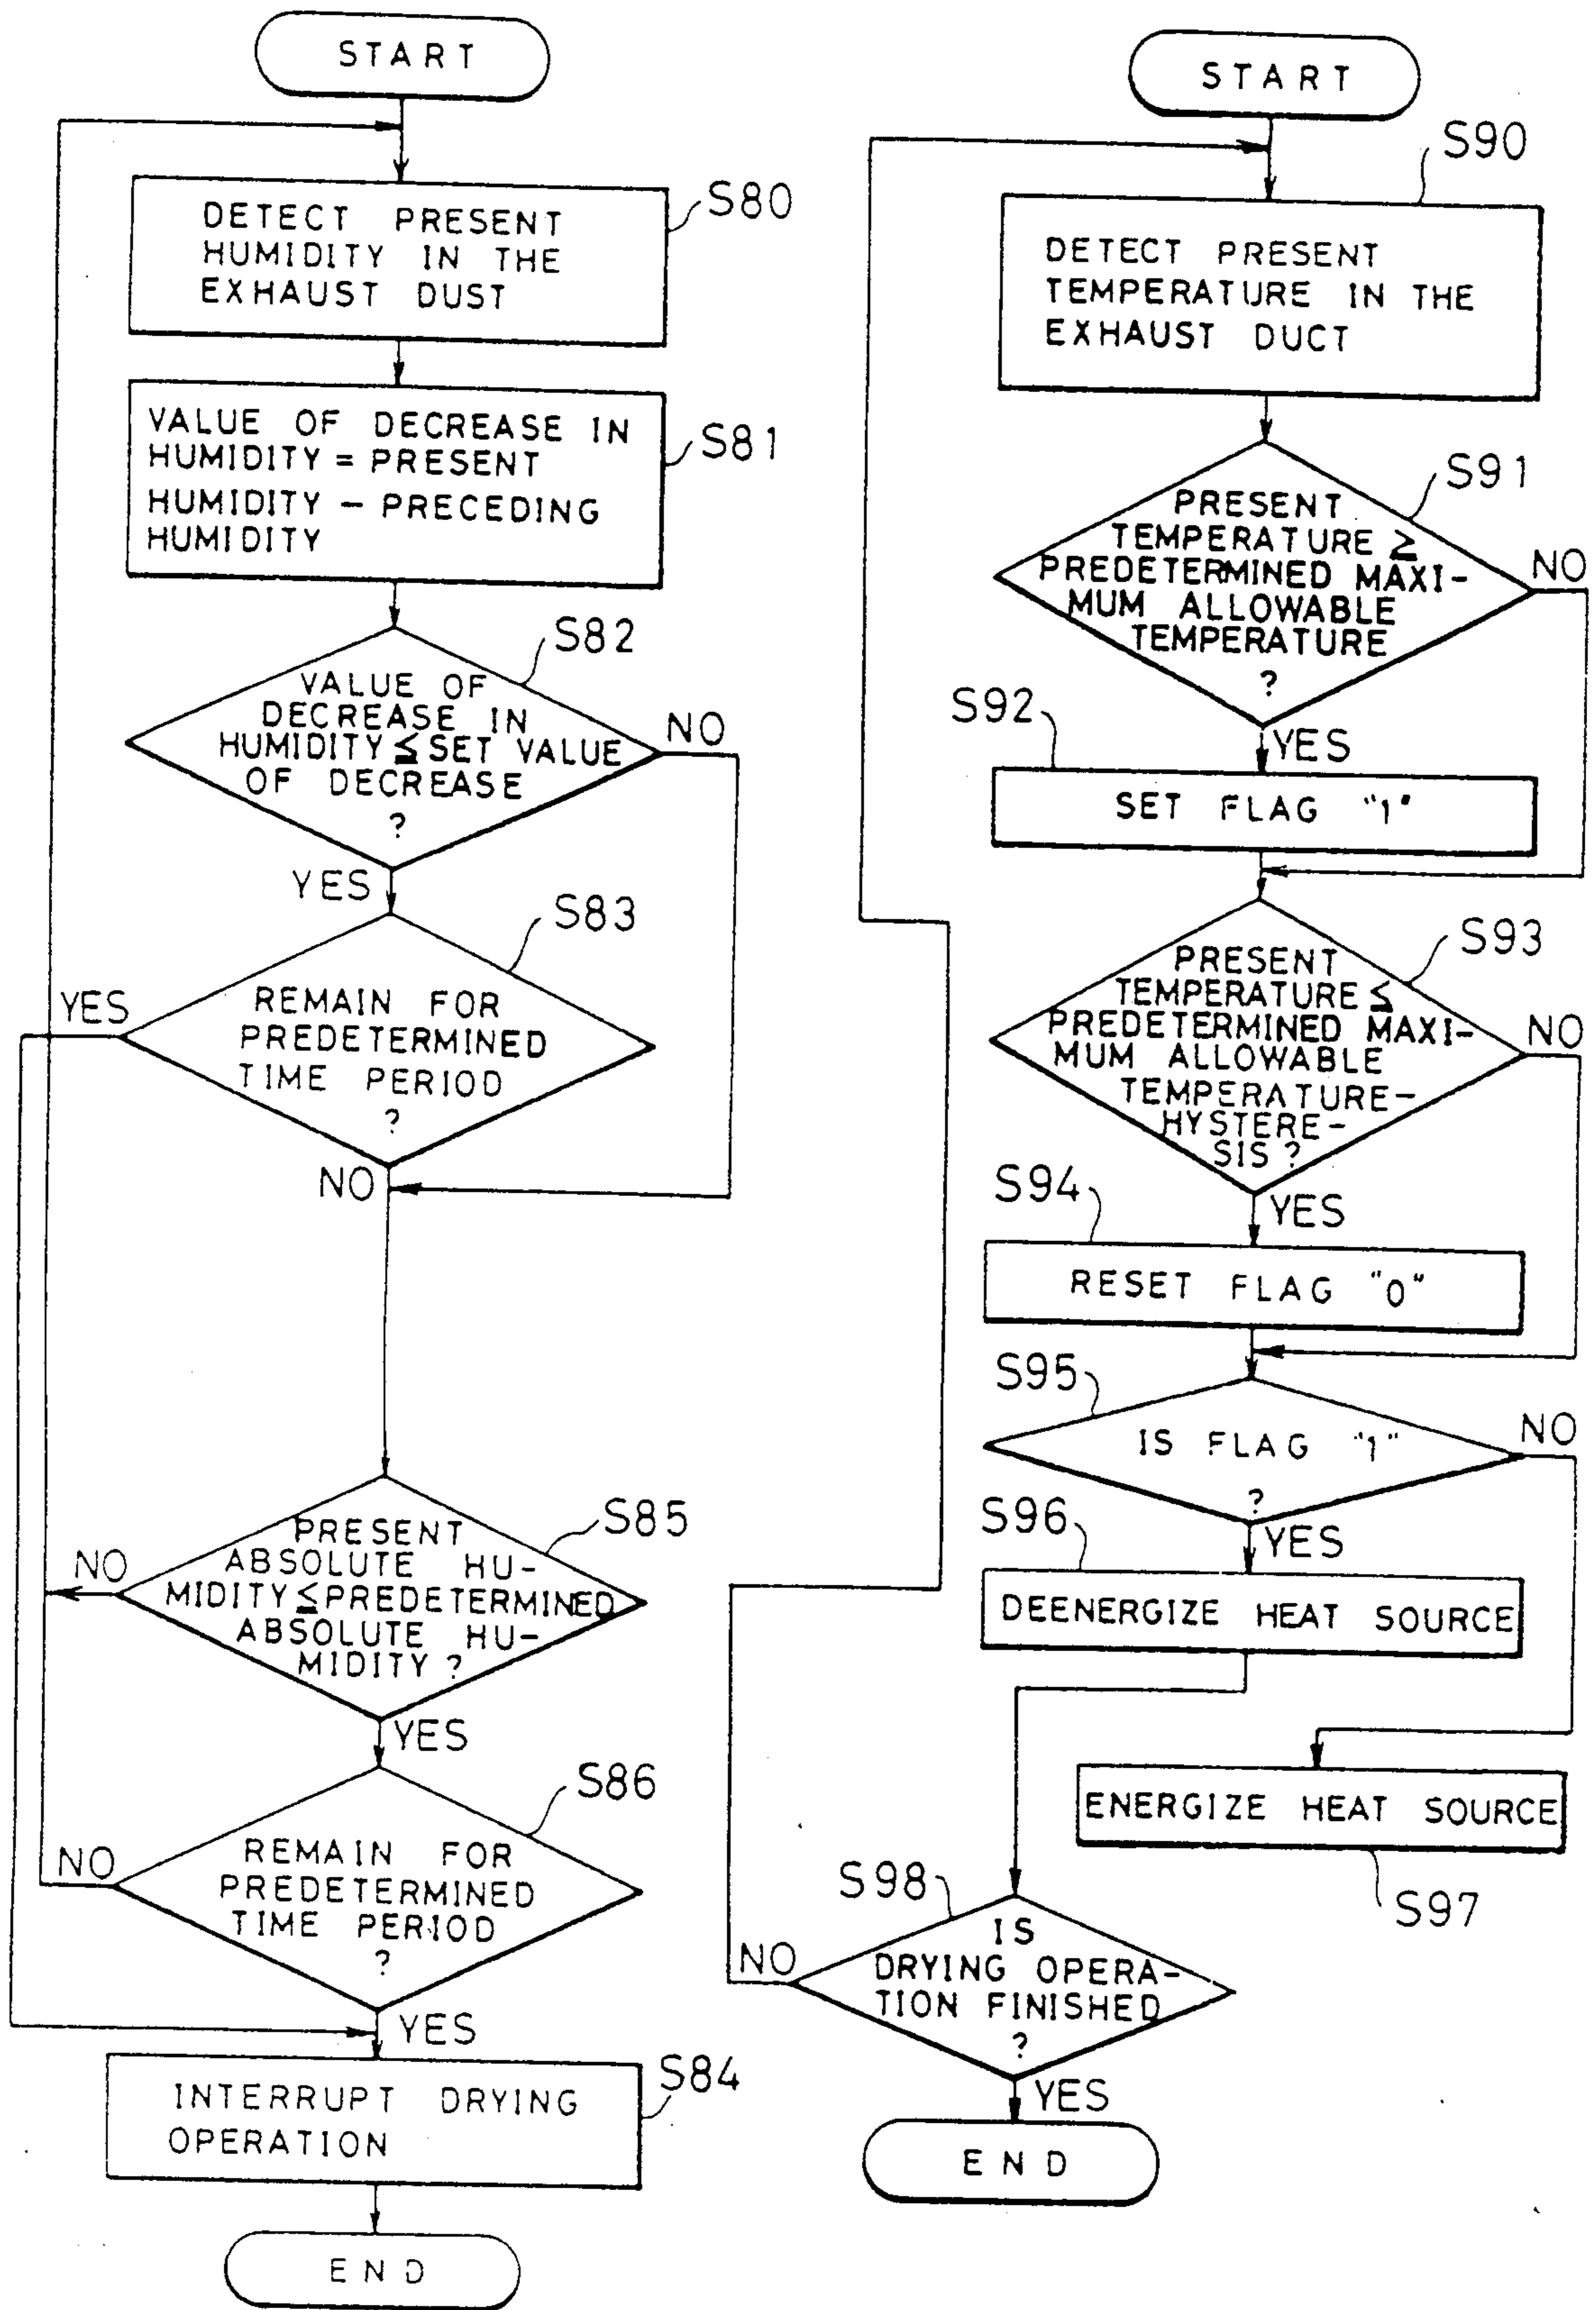 START
S80
DETECT PRESENT
HUMIDITY IN THE
EXHAUST DUST
S81
VALUE OF DECREASE IN
HUMIDITY = PRESENT
HUMIDITY – PRECEDING
HUMIDITY
S82
VALUE OF
DECREASE IN
HUMIDITY ≦ SET VALUE
OF DECREASE
?
NO
YES
S83
REMAIN FOR
PREDETERMINED
TIME PERIOD
?
YES
NO
S85
PRESENT
ABSOLUTE HU-
MIDITY ≦ PREDETERMINED
ABSOLUTE HU-
MIDITY ?
NO
YES
S86
REMAIN FOR
PREDETERMINED
TIME PERIOD
?
NO
YES
S84
INTERRUPT DRYING
OPERATION
END
START
S90
DETECT PRESENT
TEMPERATURE IN THE
EXHAUST DUCT
S91
PRESENT
TEMPERATURE ≧
PREDETERMINED MAXI-
MUM ALLOWABLE
TEMPERATURE
?
NO
YES
S92
SET FLAG "1"
S93
PRESENT
TEMPERATURE ≦
PREDETERMINED MAXI-
MUM ALLOWABLE
TEMPERATURE-
HYSTERE-
SIS ?
NO
YES
S94
RESET FLAG "0"
S95
IS FLAG "1"
?
NO
YES
S96
DEENERGIZE HEAT SOURCE
ENERGIZE HEAT SOURCE
S97
S98
IS
DRYING OPERA-
TION FINISHED
?
NO
YES
END